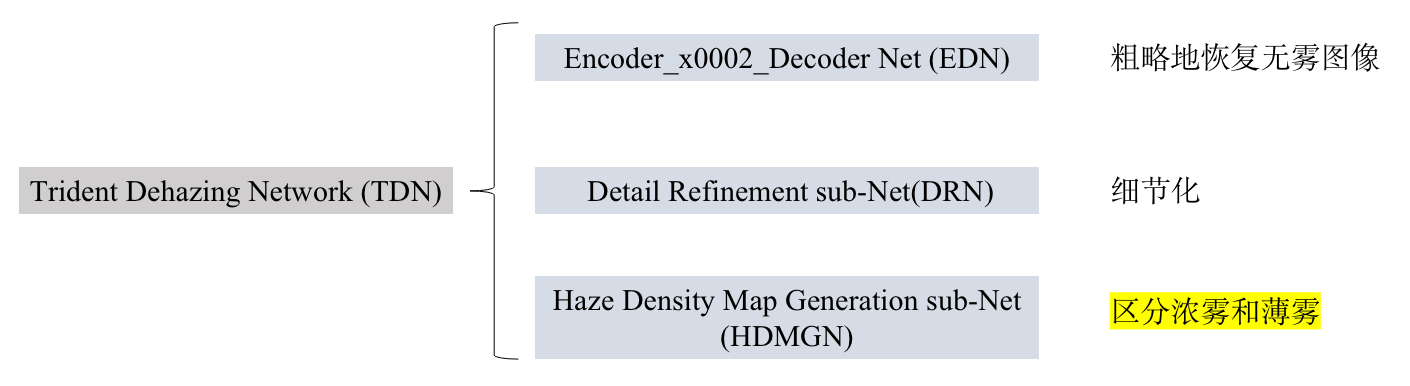 Encoder_x0002_Decoder Net (EDN) 粗略地恢复无雾图像
Trident Dehazing Network (TDN) Detail Refinement sub-Net(DRN) 细节化
Haze Density Map Generation sub-Net
(HDMGN)
区分浓雾和薄雾